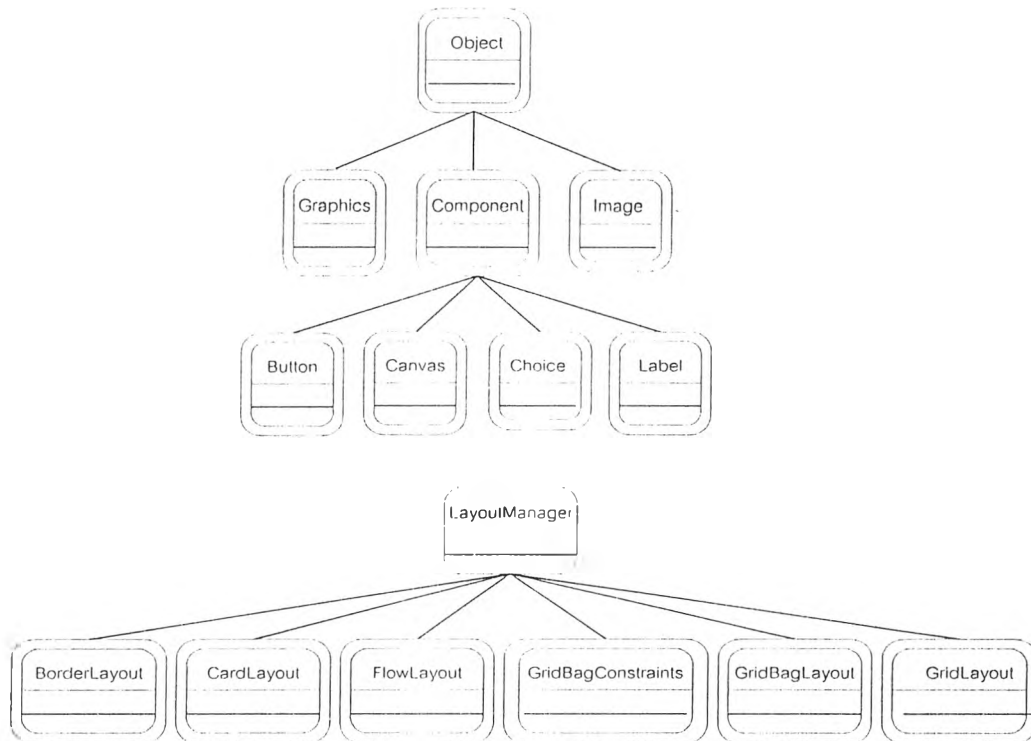 Object
Graphics Component Image
Button Canvas Choice Label
LayoutManager
BorderLayout CardLayout FlowLayout GridBagConstraints GridBagLayout GridLayout